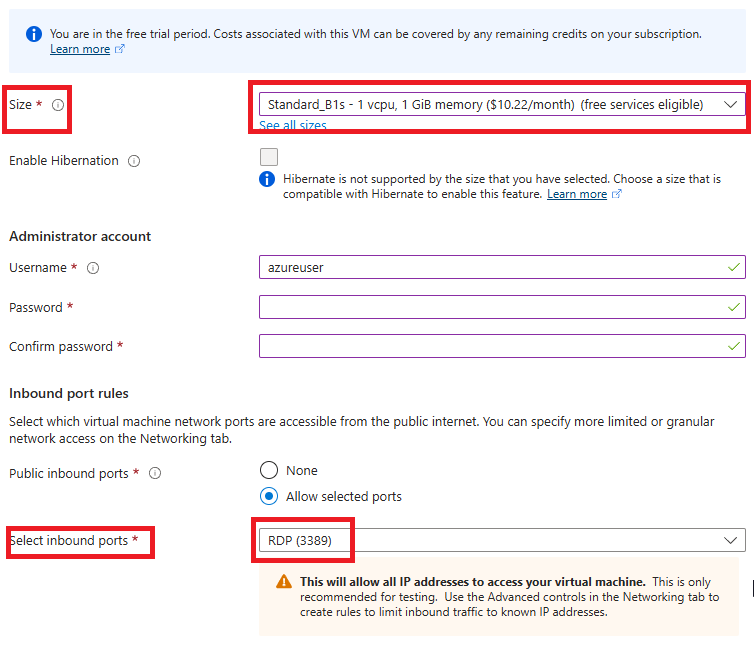 You are in the free trial period. Costs associated with this VM can be covered by any remaining credits on your subscription.
Learn more
Size *
Standard_B1s - 1 vcpu, 1 GiB memory ($10.22/month) (free services eligible)
See all sizes
Enable Hibernation
Hibernate is not supported by the size that you have selected. Choose a size that is
compatible with Hibernate to enable this feature. Learn more
Administrator account
Username *
azureuser
Password *
Confirm password *
Inbound port rules
Select which virtual machine network ports are accessible from the public internet. You can specify more limited or granular
network access on the Networking tab.
Public inbound ports *
None
Allow selected ports
Select inbound ports *
RDP (3389)
This will allow all IP addresses to access your virtual machine. This is only
recommended for testing. Use the Advanced controls in the Networking tab to
create rules to limit inbound traffic to known IP addresses.